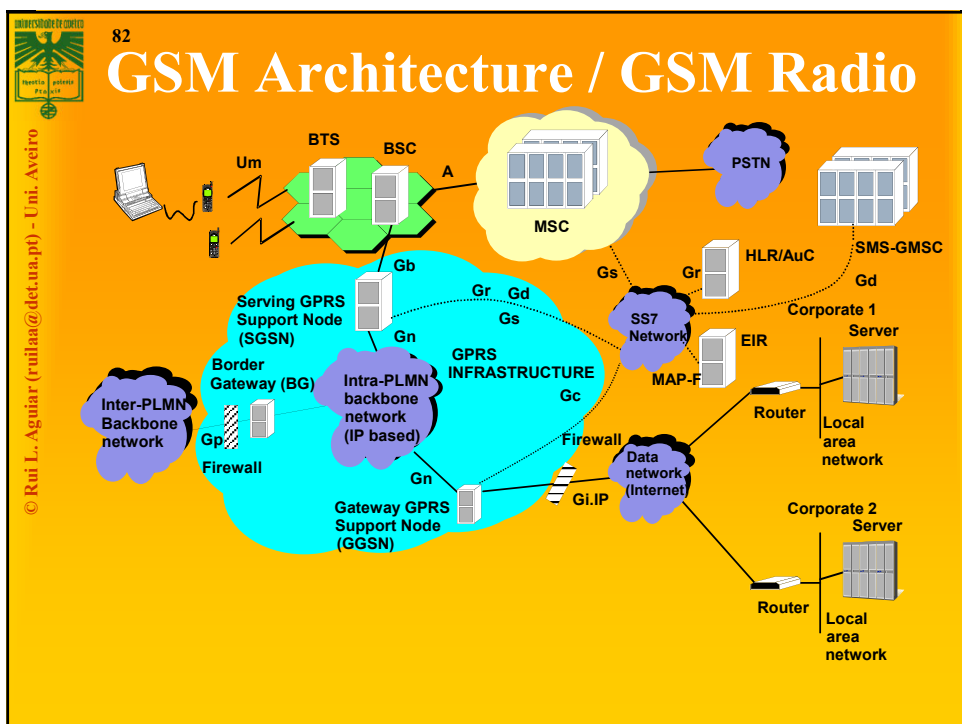 82
GSM Architecture / GSM Radio
© Rui L. Aguiar (ruilaa@det.ua.pt) - Uni. Aveiro
BTS
BSC
Um
A
MSC
PSTN
SMS-GMSC
HLR/AuC
Gs
Gr
Gd
Gb
Serving GPRS
Support Node
(SGSN)
Gr
Gd
Gs
Gn
SS7
Network
EIR
MAP-F
Corporate 1
Server
Router
Local
area
network
GPRS
INFRASTRUCTURE
Border
Gateway (BG)
Intra-PLMN
backbone
network
(IP based)
Inter-PLMN
Backbone
network
Gp
Firewall
Gc
Gn
Firewall
Gi.IP
Data
network
(Internet)
Gateway GPRS
Support Node
(GGSN)
Corporate 2
Server
Router
Local
area
network